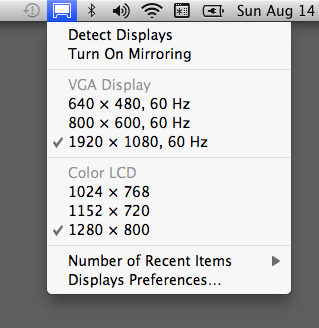 Sun Aug 14
Detect Displays
Turn On Mirroring
VGA Display
640 × 480, 60 Hz
800 × 600, 60 Hz
1920 × 1080, 60 Hz
Color LCD
1024 × 768
1152 × 720
1280 × 800
Number of Recent Items
Displays Preferences…